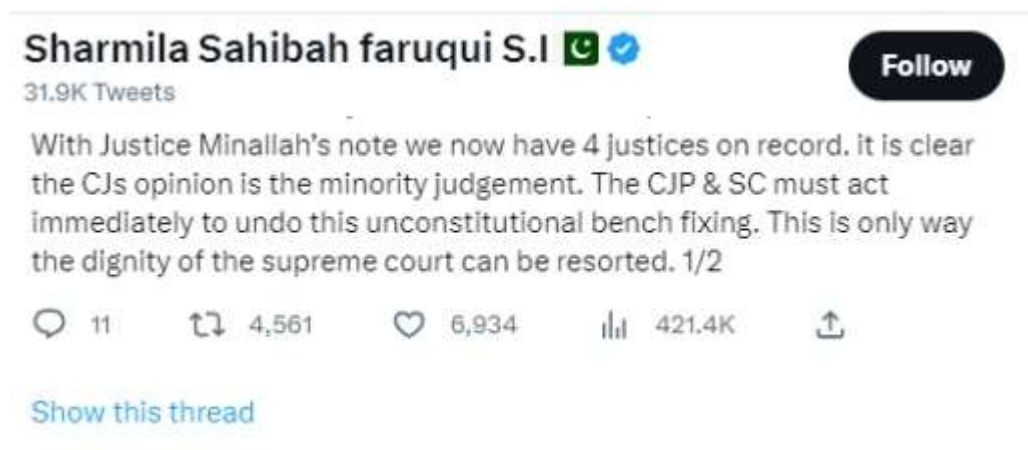 Sharmila Sahibah faruqui S.I
Follow
31.9K Tweets
With Justice Minallah's note we now have 4 justices on record. it is clear
the CJs opinion is the minority judgement. The CJP & SC must act
immediately to undo this unconstitutional bench fixing. This is only way
the dignity of the supreme court can be resorted. 1/2
11 4,561 6,934 421.4K
Show this thread